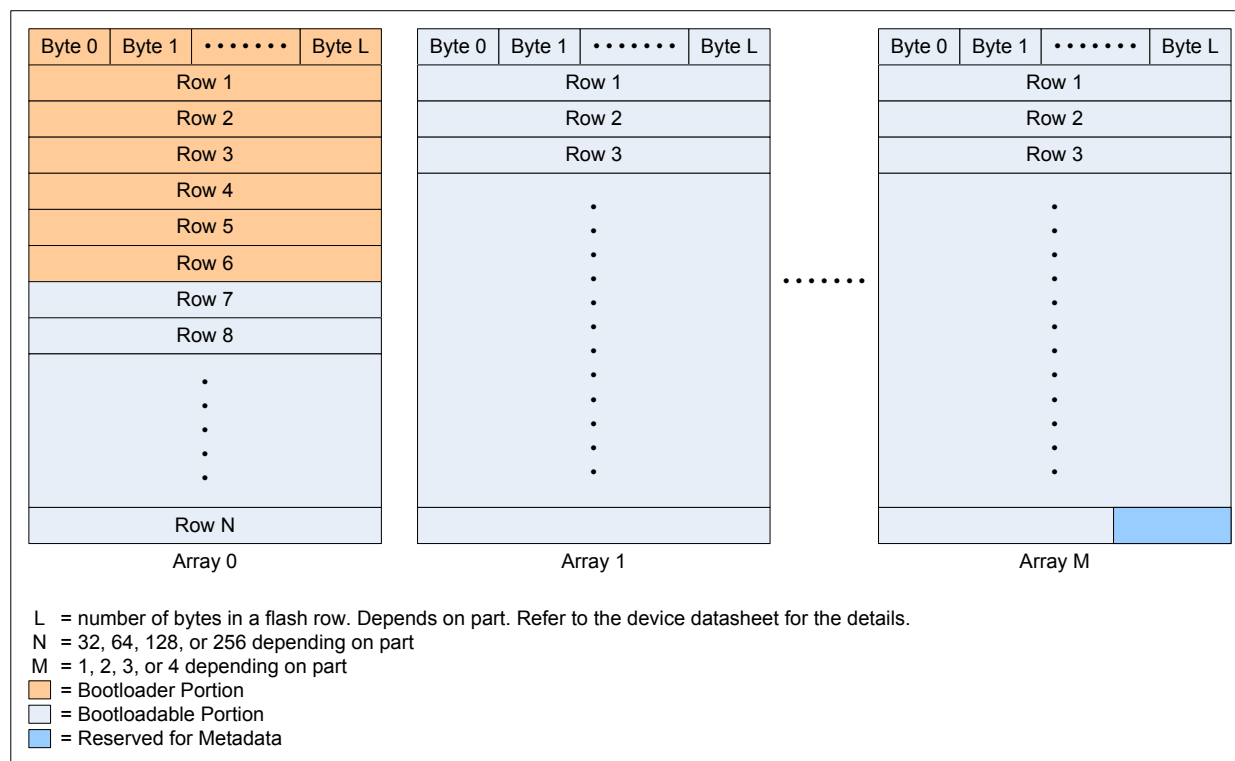 Byte 0 Byte 1 ······· Byte L
Row 1
Row 2
Row 3
Row 4
Row 5
Row 6
Row 7
Row 8
Row N
Array 0
Byte 0 Byte 1 ······· Byte L
Row 1
Row 2
Row 3
Array 1
·······
Byte 0 Byte 1 ······· Byte L
Row 1
Row 2
Row 3
Array M
L = number of bytes in a flash row. Depends on part. Refer to the device datasheet for the details.
N = 32, 64, 128, or 256 depending on part
M = 1, 2, 3, or 4 depending on part
= Bootloader Portion
= Bootloadable Portion
= Reserved for Metadata